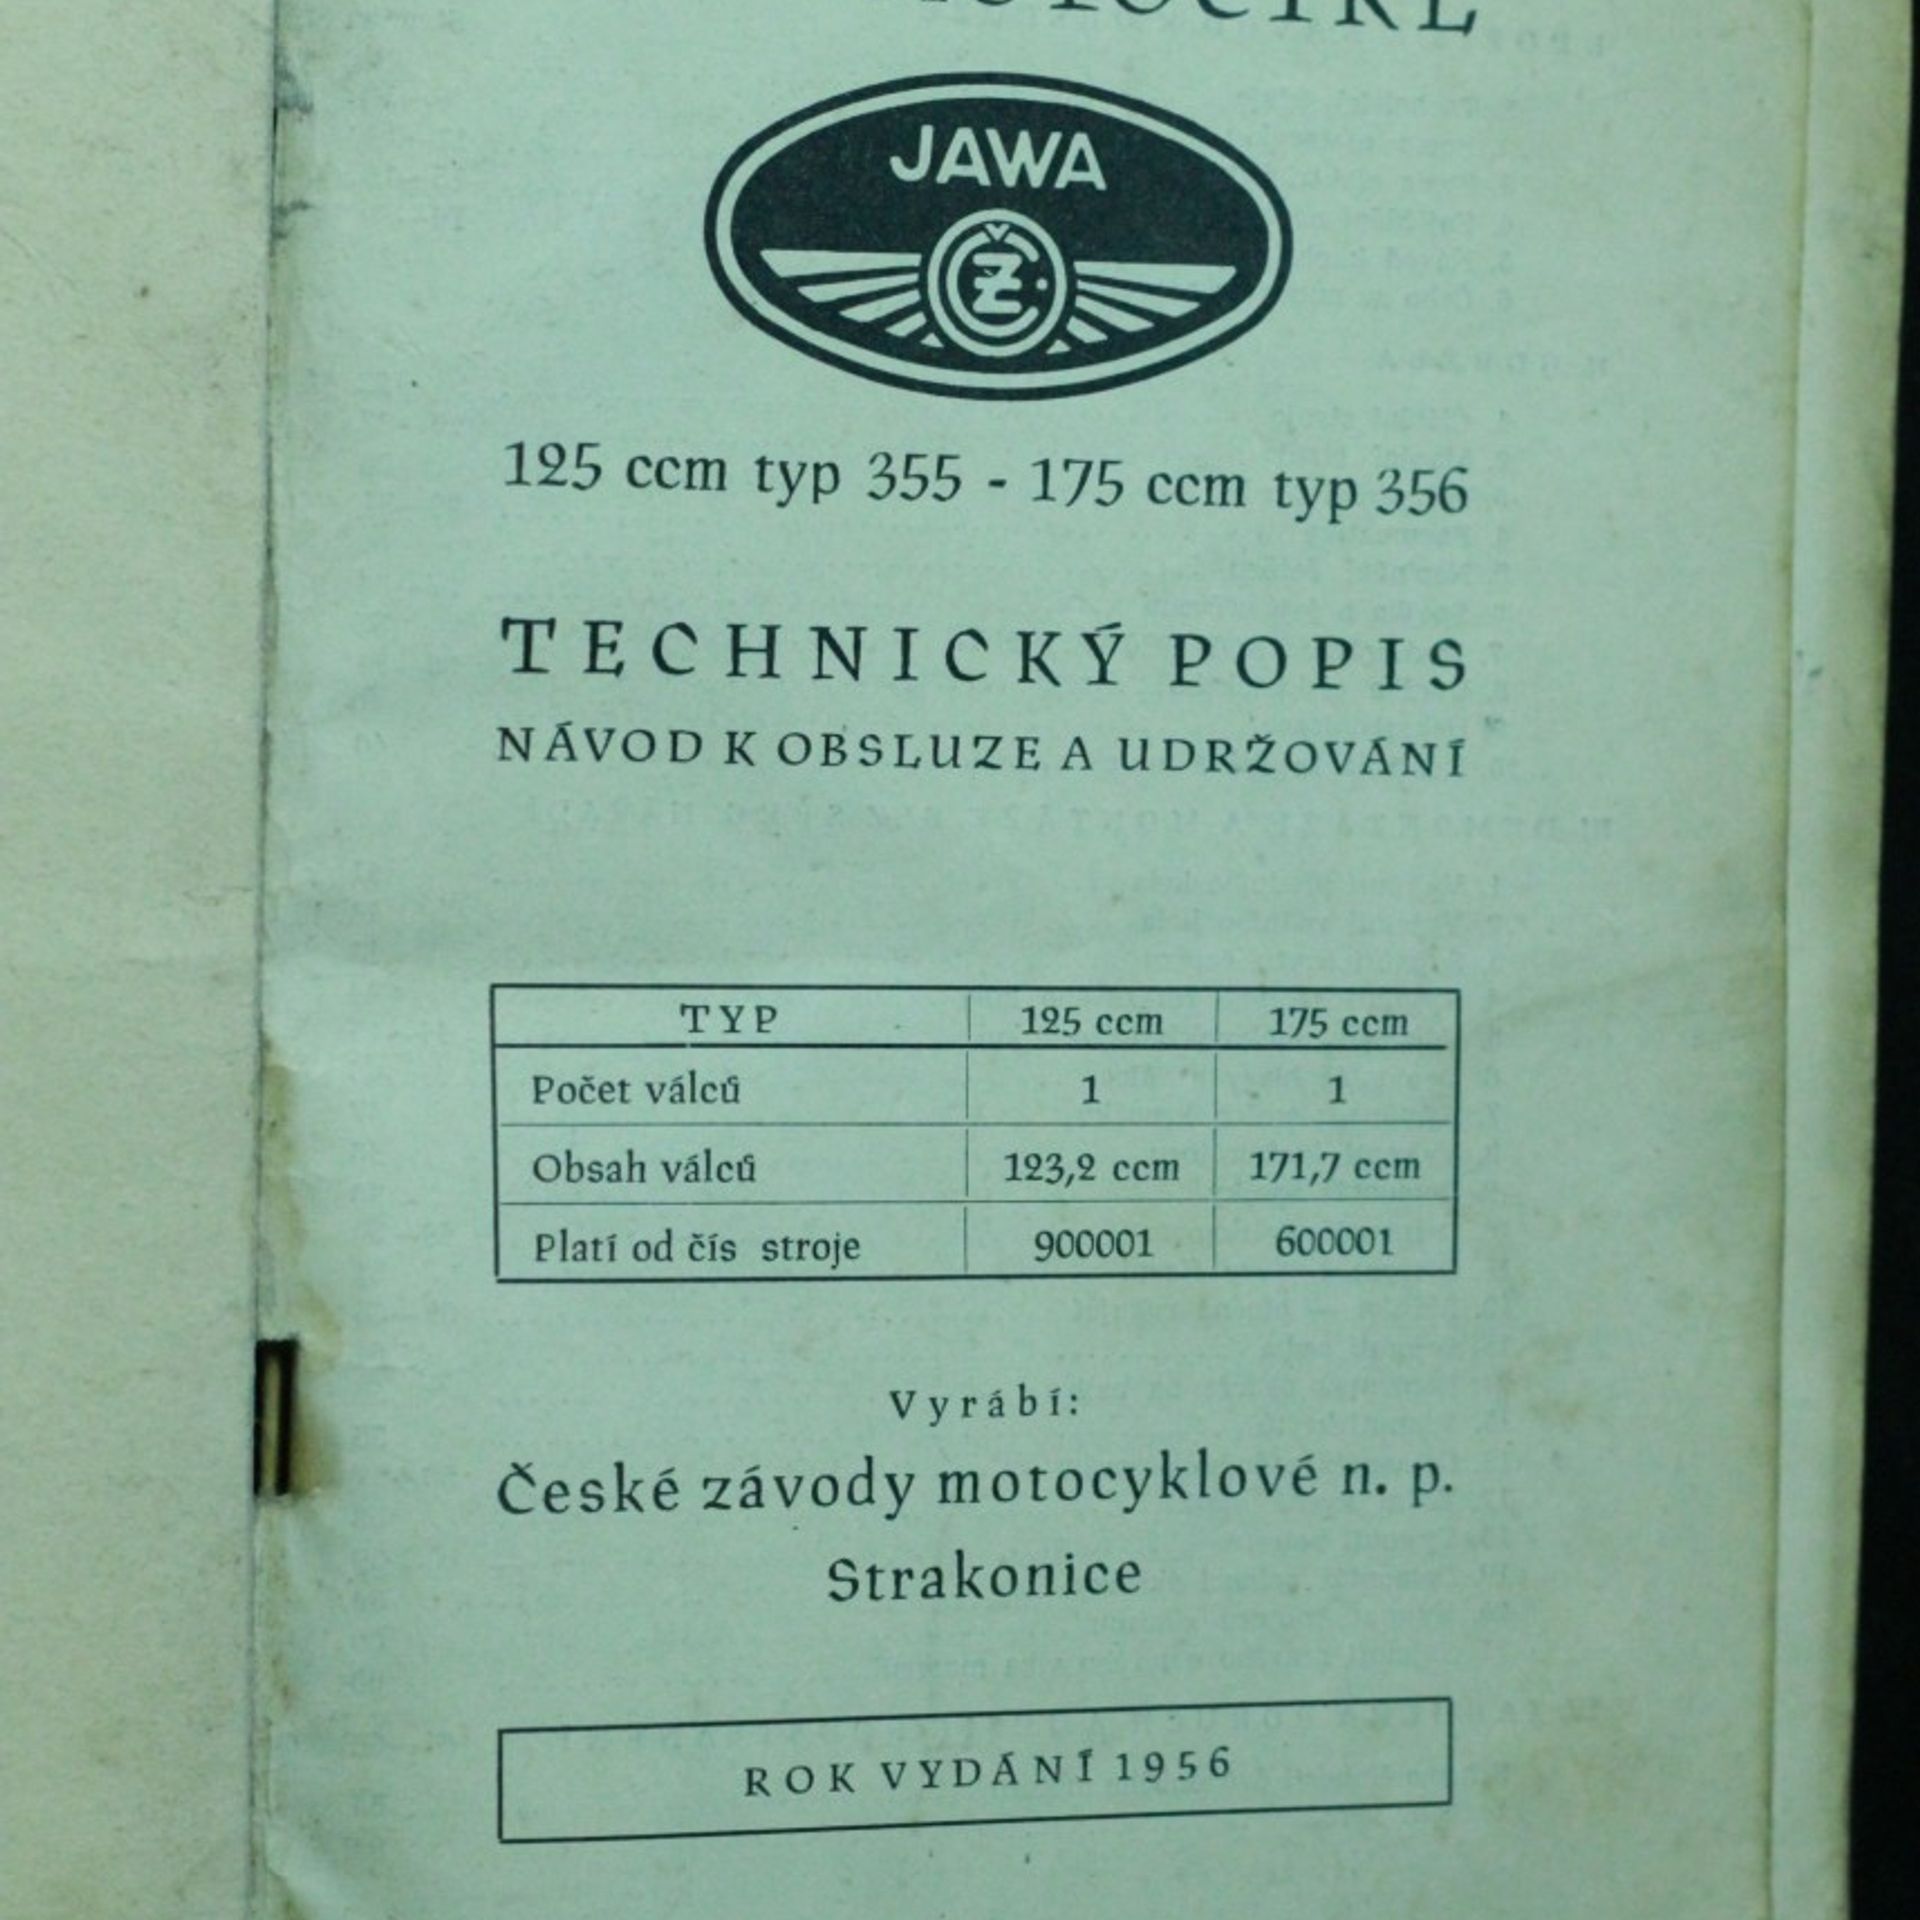 JAWA
ČZ
125 ccm typ 355 - 175 ccm typ 356
TECHNICKÝ POPIS
NÁVOD K OBSLUZE A UDRŽOVÁNÍ
TYP 125 ccm 175 ccm
Počet válců 1 1
Obsah válců 123,2 ccm 171,7 ccm
Platí od čís stroje 900001 600001
Vyrábí:
České závody motocyklové n. p.
Strakonice
ROK VYDÁNÍ 1956